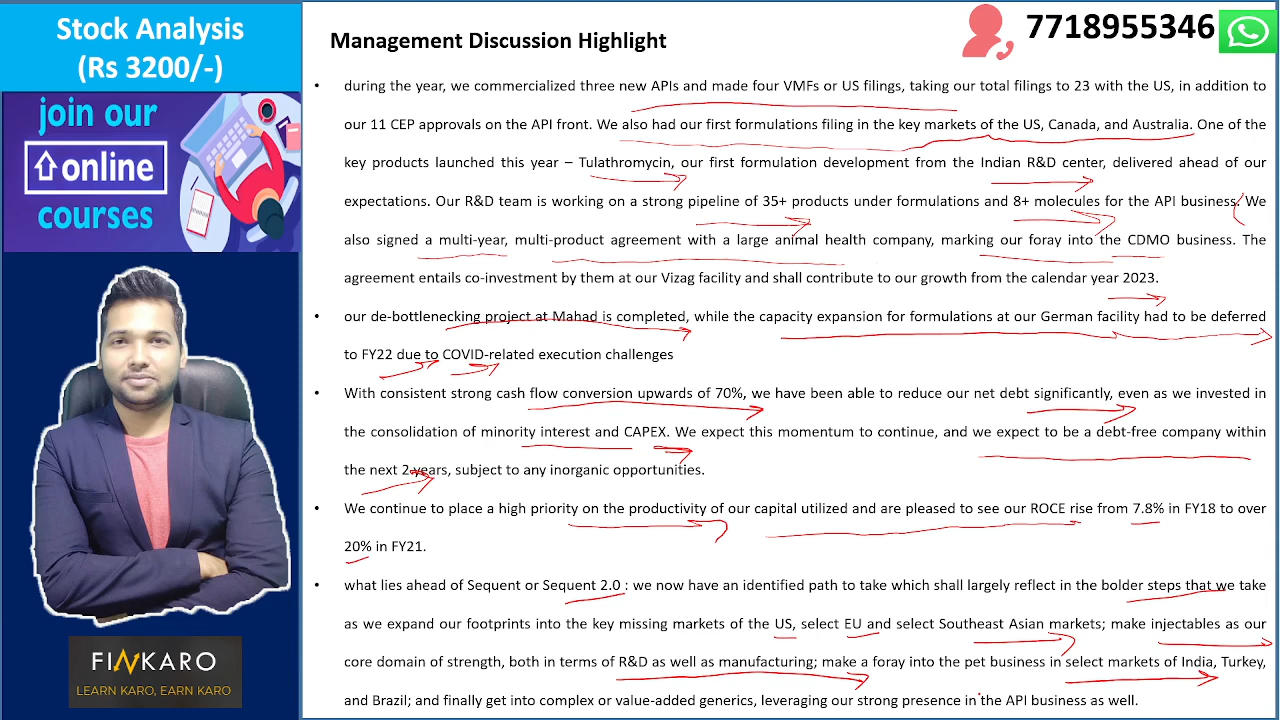 Stock Analysis
(Rs 3200/-)
join our
online
courses
FINKARO
LEARN KARO, EARN KARO
Management Discussion Highlight
7718955346
• during the year, we commercialized three new APIs and made four VMFs or US filings, taking our total filings to 23 with the US, in addition to
our 11 CEP approvals on the API front. We also had our first formulations filing in the key markets of the US, Canada, and Australia. One of the
key products launched this year – Tulathromycin, our first formulation development from the Indian R&D center, delivered ahead of our
expectations. Our R&D team is working on a strong pipeline of 35+ products under formulations and 8+ molecules for the API business. We
also signed a multi-year, multi-product agreement with a large animal health company, marking our foray into the CDMO business. The
agreement entails co-investment by them at our Vizag facility and shall contribute to our growth from the calendar year 2023.
• our de-bottlenecking project at Mahad is completed, while the capacity expansion for formulations at our German facility had to be deferred
to FY22 due to COVID-related execution challenges
• With consistent strong cash flow conversion upwards of 70%, we have been able to reduce our net debt significantly, even as we invested in
the consolidation of minority interest and CAPEX. We expect this momentum to continue, and we expect to be a debt-free company within
the next 2 years, subject to any inorganic opportunities.
• We continue to place a high priority on the productivity of our capital utilized and are pleased to see our ROCE rise from 7.8% in FY18 to over
20% in FY21.
• what lies ahead of Sequent or Sequent 2.0 : we now have an identified path to take which shall largely reflect in the bolder steps that we take
as we expand our footprints into the key missing markets of the US, select EU and select Southeast Asian markets; make injectables as our
core domain of strength, both in terms of R&D as well as manufacturing; make a foray into the pet business in select markets of India, Turkey,
and Brazil; and finally get into complex or value-added generics, leveraging our strong presence in the API business as well.